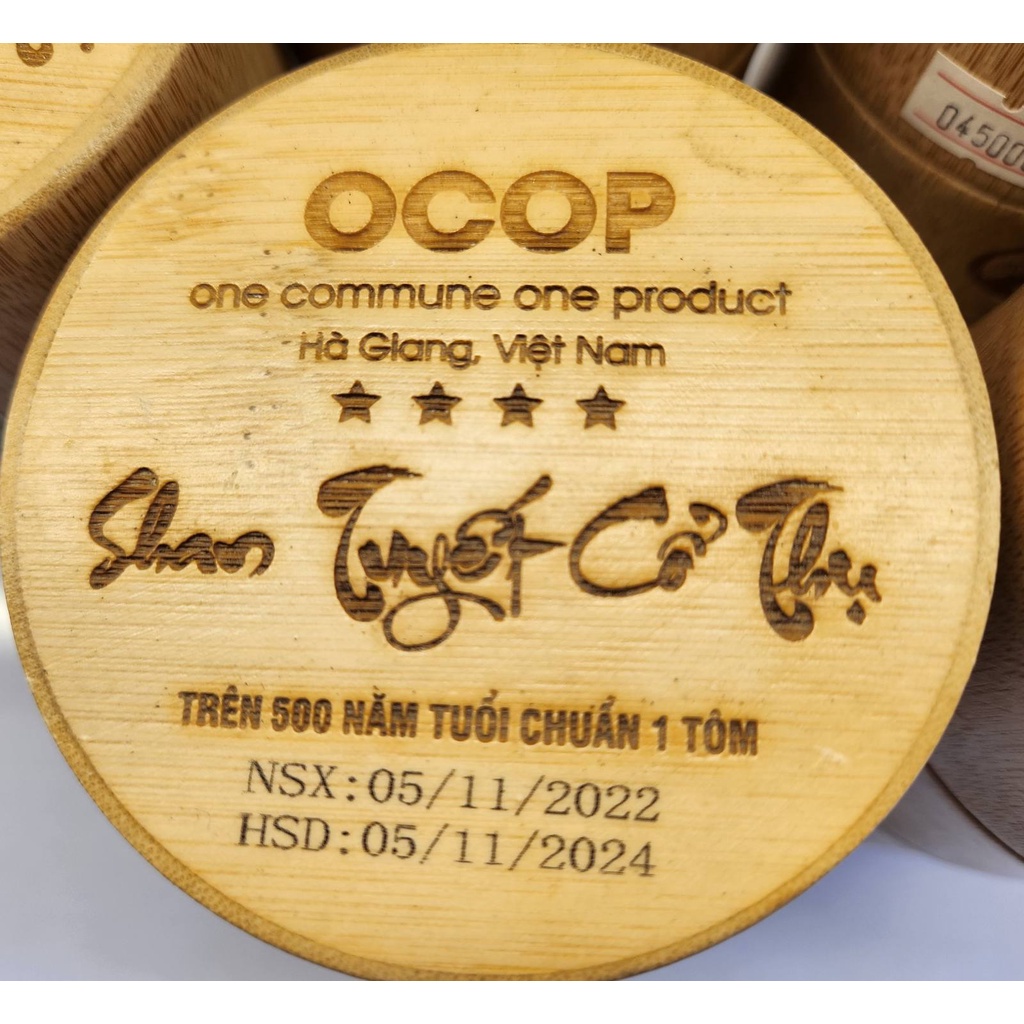 OCOP
one commune one product
Hà Giang, Việt Nam
Shan Tuyết Cổ Thụ
TRÊN 500 NĂM TUỔI CHUẨN 1 TÔM
NSX:05/11/2022
HSD:05/11/2024